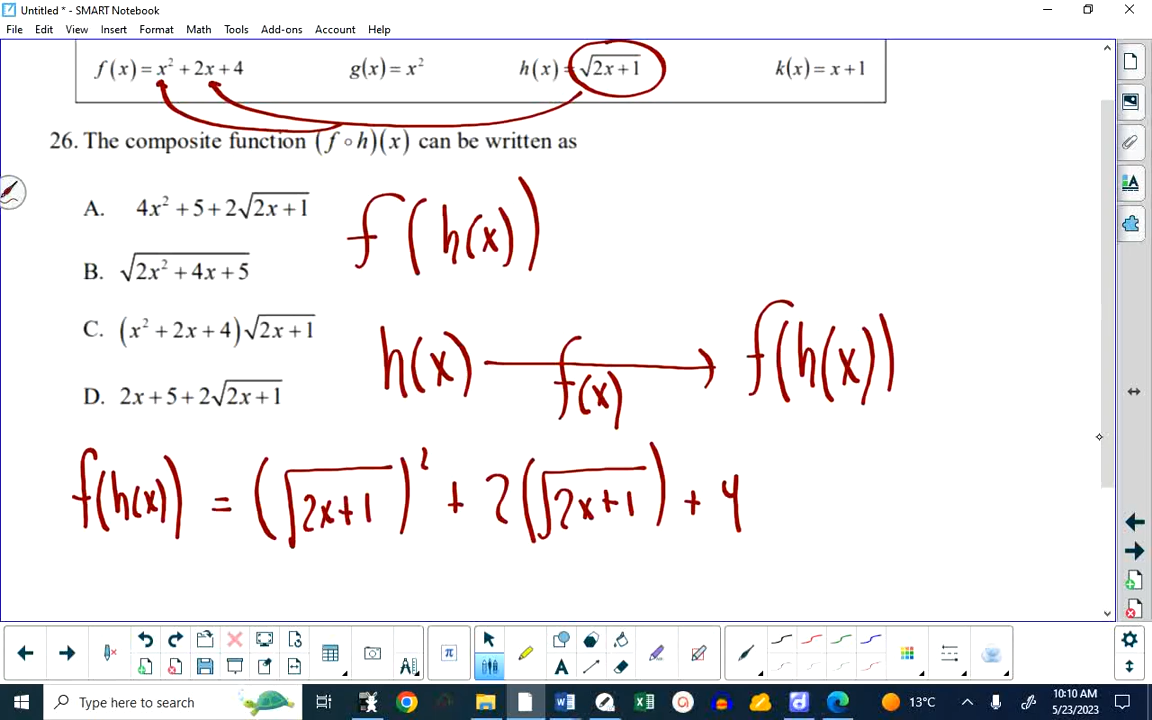 Untitled * - SMART Notebook
File Edit View Insert Format Math Tools Add-ons Account Help
f(x) = x² + 2x + 4 g(x) = x² h(x) = √(2x+1) k(x) = x + 1
26. The composite function (f ∘ h)(x) can be written as
A. 4x² + 5 + 2√(2x+1)
f(h(x))
B. √(2x² + 4x + 5)
C. (x² + 2x + 4)√(2x+1)
h(x) → f(h(x))
f(x)
D. 2x + 5 + 2√(2x+1)
f(h(x)) = (√(2x+1))² + 2(√(2x+1)) + 4
Type here to search
13°C
10:10 AM
5/23/2023